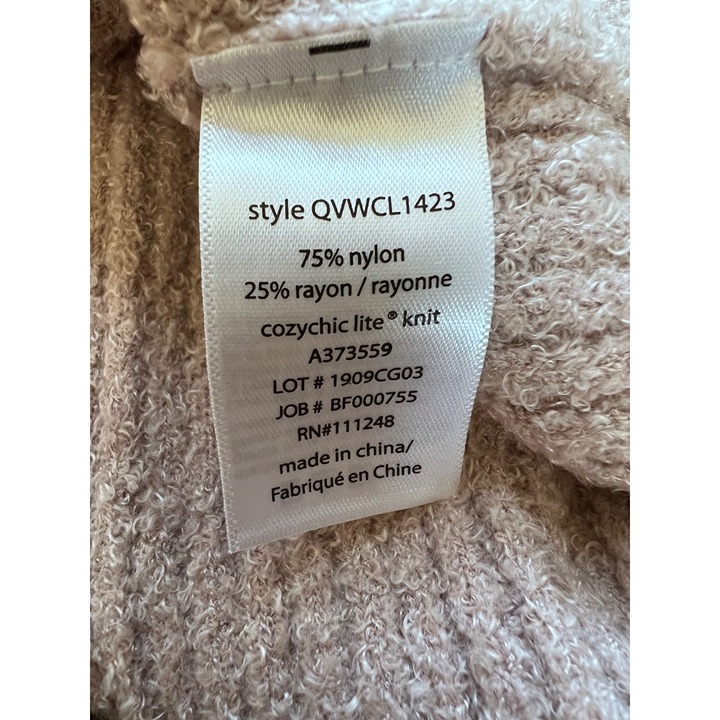 style QVWCL1423
75% nylon
25% rayon / rayonne
cozychic lite® knit
A373559
LOT # 1909CG03
JOB # BF000755
RN#111248
made in china/
Fabriqué en Chine